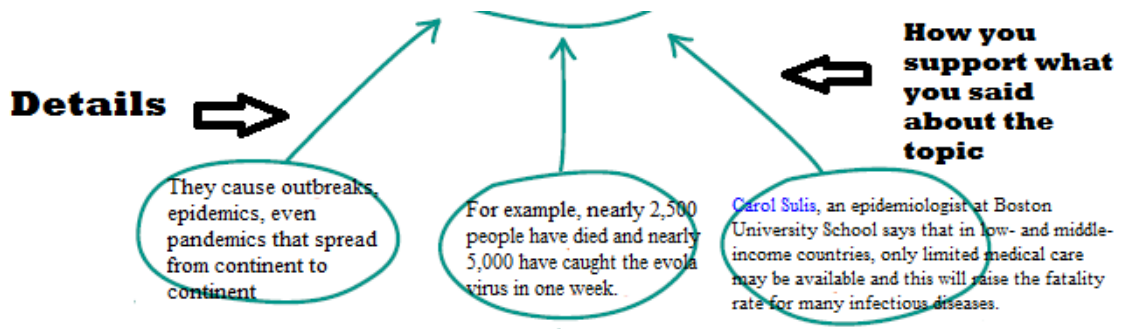 Details
How you
support what
you said
about the
topic
They cause outbreaks,
epidemics, even
pandemics that spread
from continent to
continent
For example, nearly 2,500
people have died and nearly
5,000 have caught the evola
virus in one week.
Carol Sulis, an epidemiologist at Boston
University School says that in low- and middle-
income countries, only limited medical care
may be available and this will raise the fatality
rate for many infectious diseases.